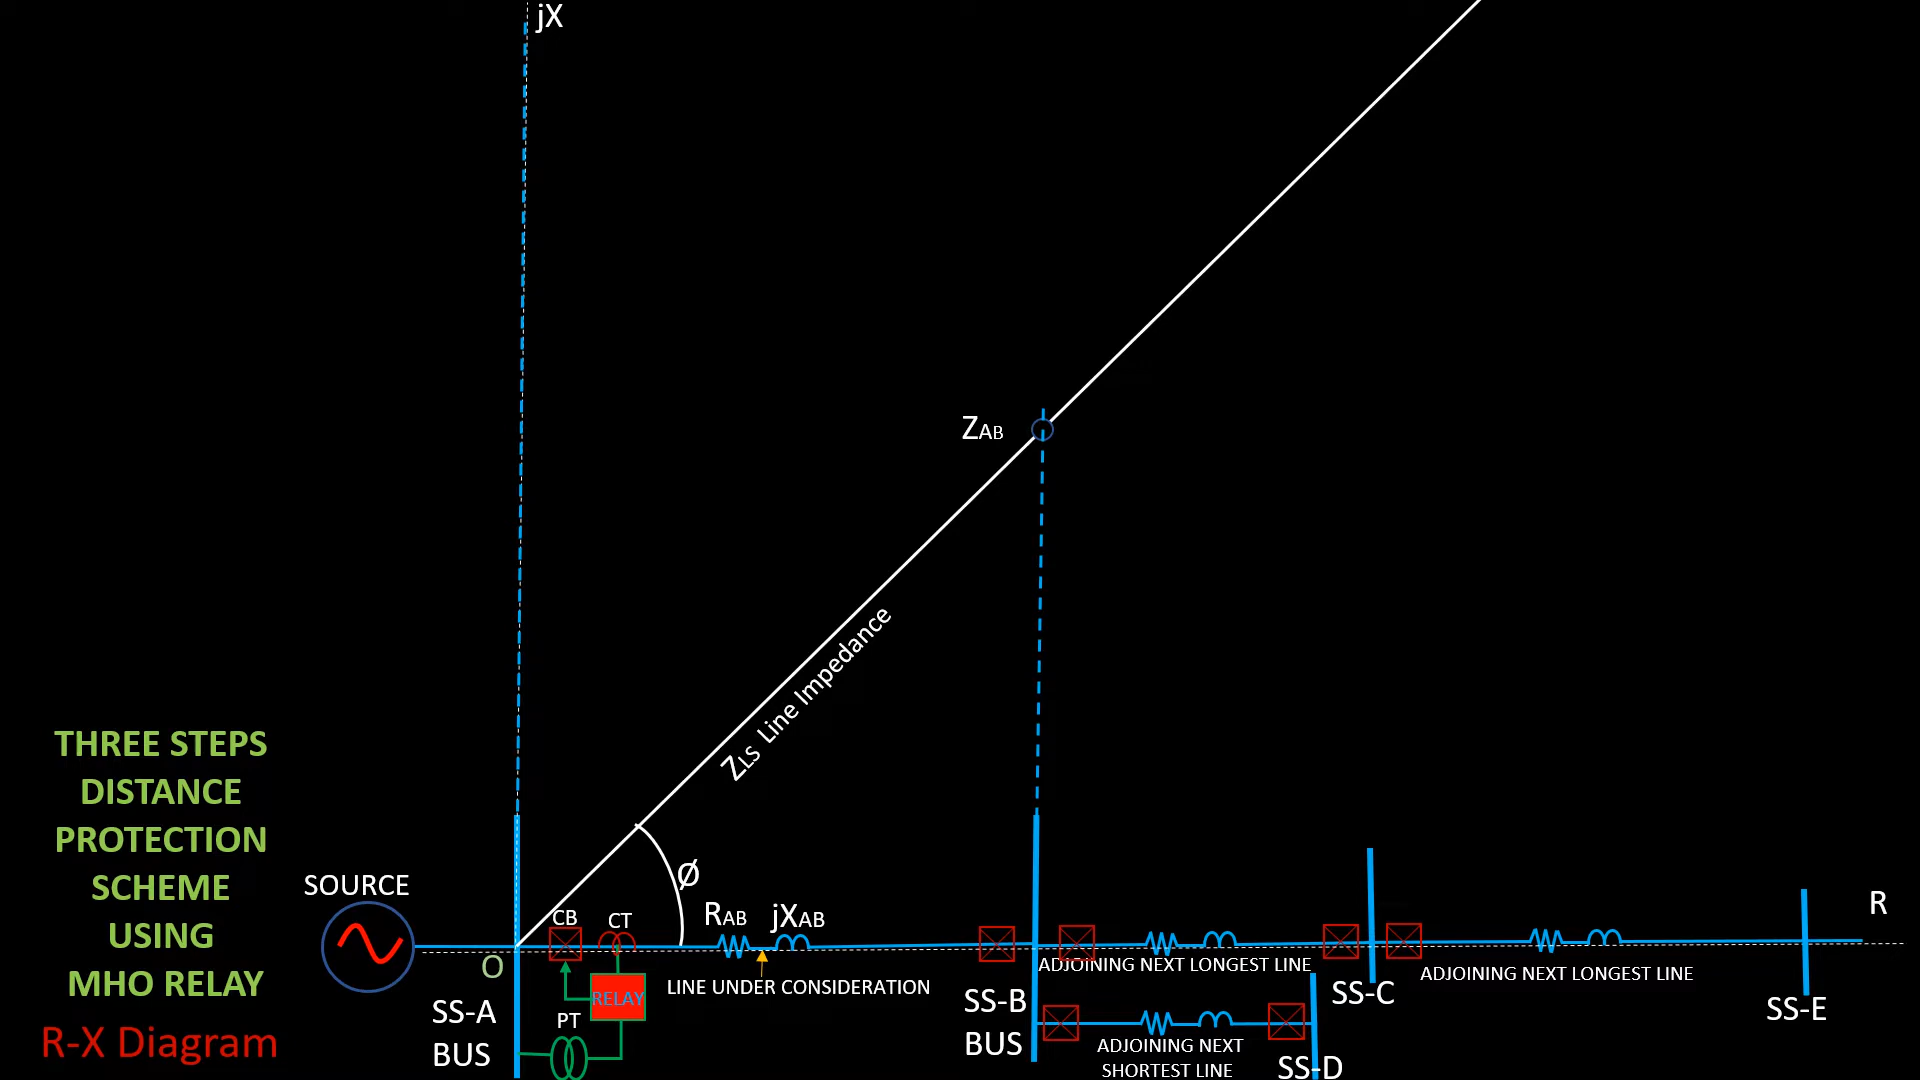 jX
ZAB
ZLS Line Impedance
THREE STEPS
DISTANCE
PROTECTION
SCHEME
USING
MHO RELAY
R-X Diagram
SOURCE
O
SS-A
BUS
CB
CT
RELAY
PT
Ø
RAB
jXAB
LINE UNDER CONSIDERATION
SS-B
BUS
ADJOINING NEXT LONGEST LINE
ADJOINING NEXT
SHORTEST LINE
SS-D
SS-C
ADJOINING NEXT LONGEST LINE
SS-E
R